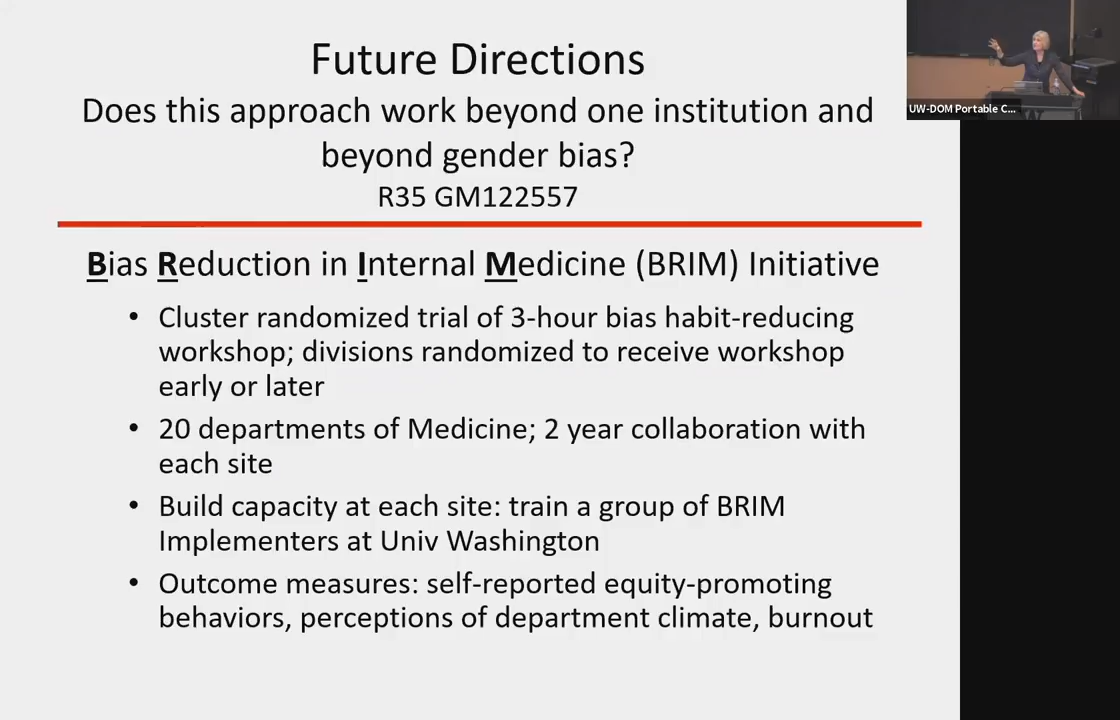 Future Directions
Does this approach work beyond one institution and
beyond gender bias?
R35 GM122557
Bias Reduction in Internal Medicine (BRIM) Initiative
• Cluster randomized trial of 3-hour bias habit-reducing
workshop; divisions randomized to receive workshop
early or later
• 20 departments of Medicine; 2 year collaboration with
each site
• Build capacity at each site: train a group of BRIM
Implementers at Univ Washington
• Outcome measures: self-reported equity-promoting
behaviors, perceptions of department climate, burnout
UW-DOM Portable C...